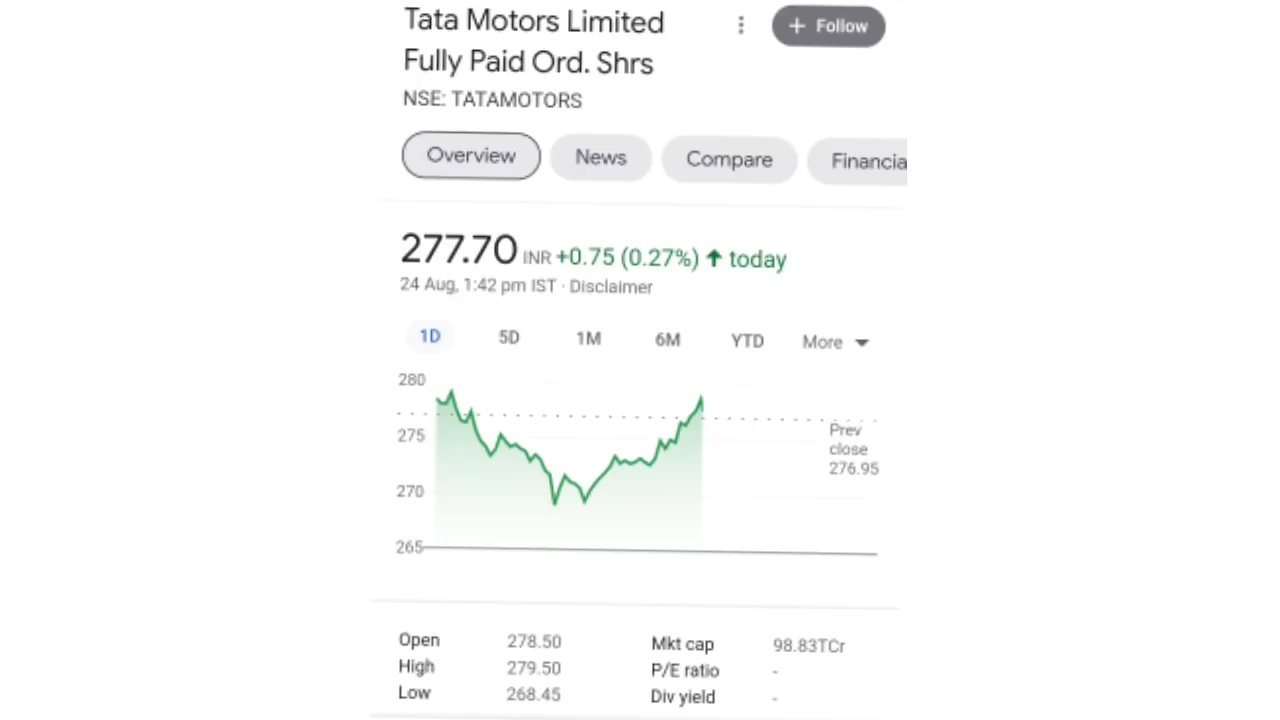 Tata Motors Limited
Fully Paid Ord. Shrs
+ Follow
NSE: TATAMOTORS
Overview News Compare Financia
277.70 INR +0.75 (0.27%) ↑ today
24 Aug, 1:42 pm IST · Disclaimer
1D 5D 1M 6M YTD More
280
275
270
265
Prev
close
276.95
Open 278.50 Mkt cap 98.83TCr
High 279.50 P/E ratio -
Low 268.45 Div yield -